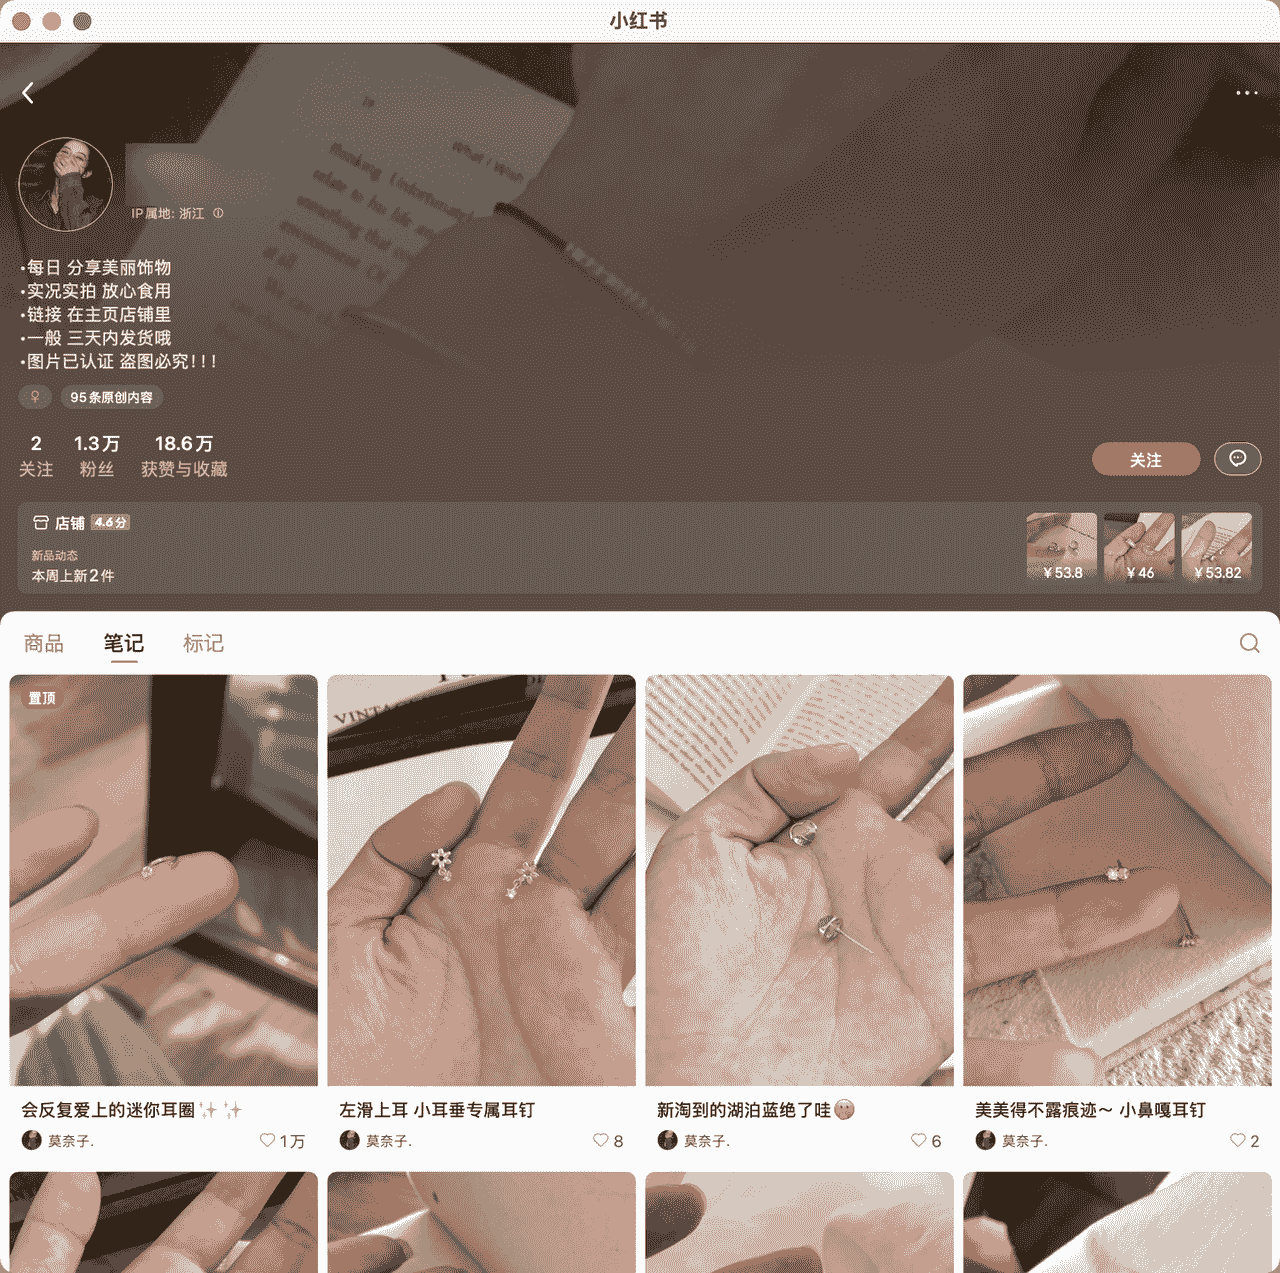 小红书
What I Wish
thinking. Unfortunately
IP属地: 浙江
•每日 分享美丽饰物
•实况实拍 放心食用
•链接 在主页店铺里
•一般 三天内发货哦
•图片已认证 盗图必究!!!
♀ 95条原创内容
2 1.3万 18.6万
关注 粉丝 获赞与收藏
关注
店铺 4.6分
新品动态
本周上新2件
¥53.8 ¥46 ¥53.82
商品 笔记 标记
置顶
会反复爱上的迷你耳圈✨✨
莫奈子. 1万
左滑上耳 小耳垂专属耳钉
莫奈子. 8
新淘到的湖泊蓝绝了哇
莫奈子. 6
美美得不露痕迹~ 小鼻嘎耳钉
莫奈子. 2